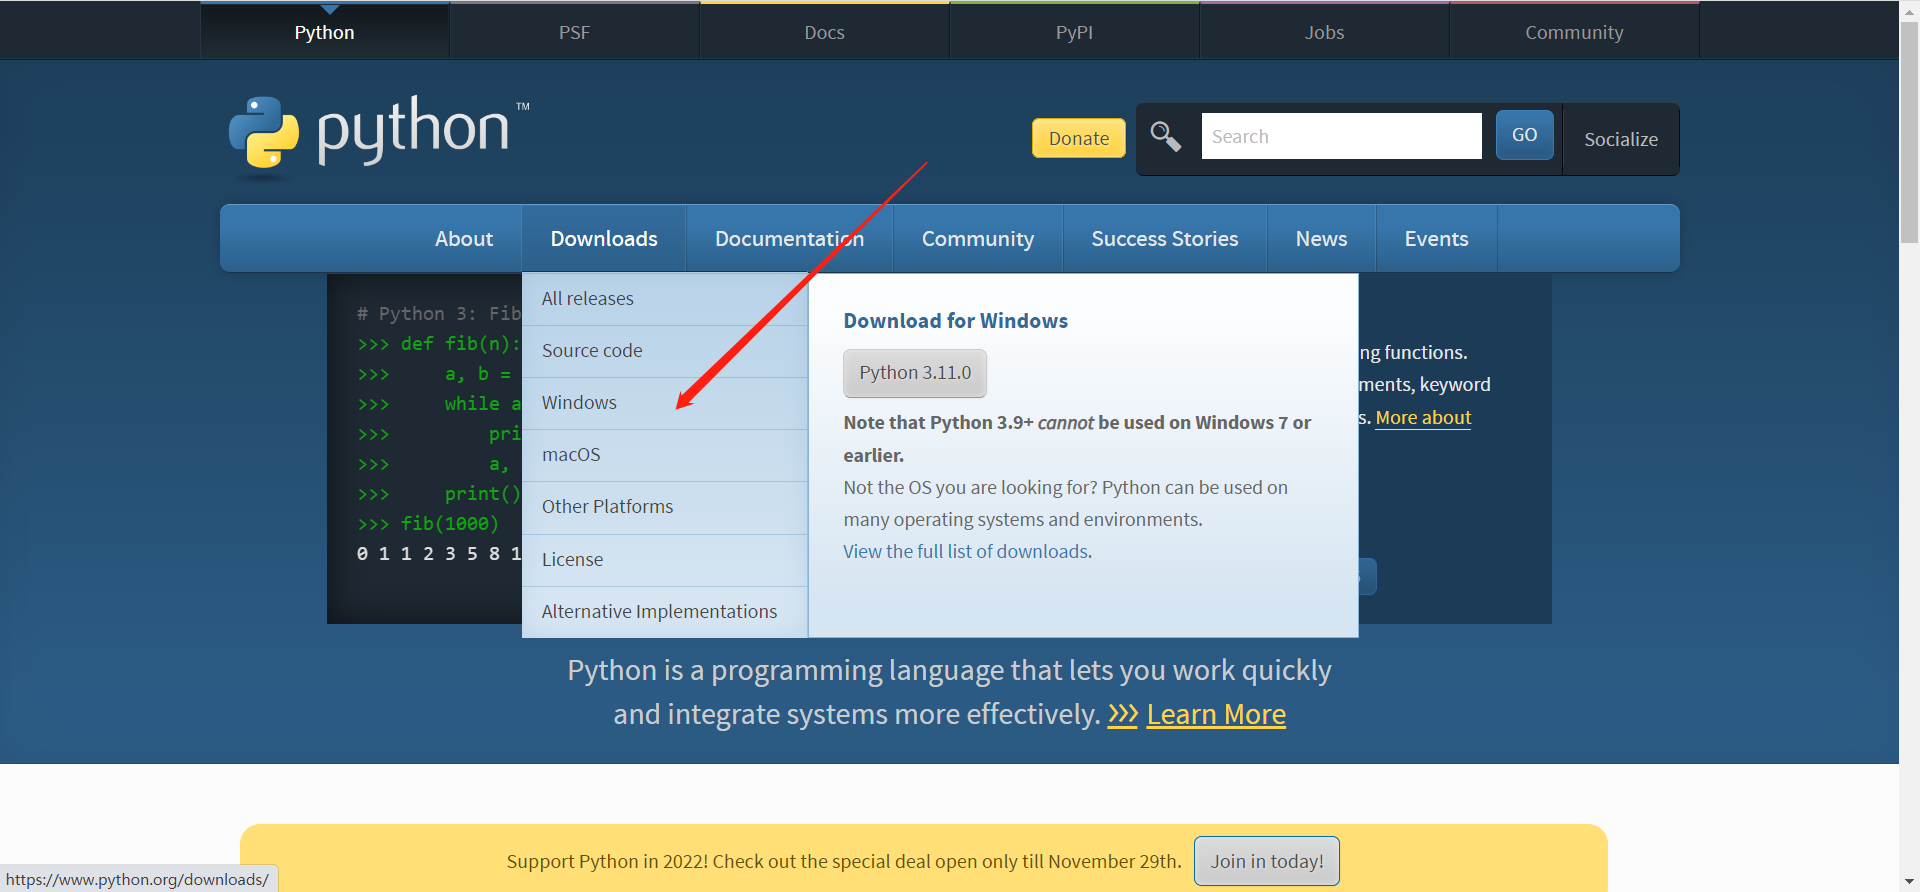 Python
PSF
Docs
PyPI
Jobs
Community
python™
Donate
Search
GO
Socialize
About
Downloads
Documentation
Community
Success Stories
News
Events
All releases
Source code
Windows
macOS
Other Platforms
License
Alternative Implementations
Download for Windows
Python 3.11.0
Note that Python 3.9+ cannot be used on Windows 7 or
earlier.
Not the OS you are looking for? Python can be used on
many operating systems and environments.
View the full list of downloads.
# Python 3: Fib
>>> def fib(n):
>>>     a, b =
>>>     while a
>>>         pri
>>>         a,
>>>     print()
>>> fib(1000)
0 1 1 2 3 5 8 1
ng functions.
ments, keyword
s. More about
Python is a programming language that lets you work quickly
and integrate systems more effectively. >>> Learn More
Support Python in 2022! Check out the special deal open only till November 29th.
Join in today!
https://www.python.org/downloads/